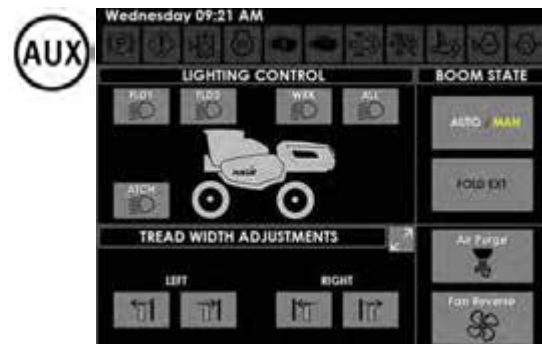 Wednesday 09:21 AM
AUX
LIGHTING CONTROL
BOOM STATE
FLD1 FLD2 WRK ALL
AUTO / MAN
FOLD EXT
ATCH
TREAD WIDTH ADJUSTMENTS
Air Purge
LEFT RIGHT
Fan Reverse